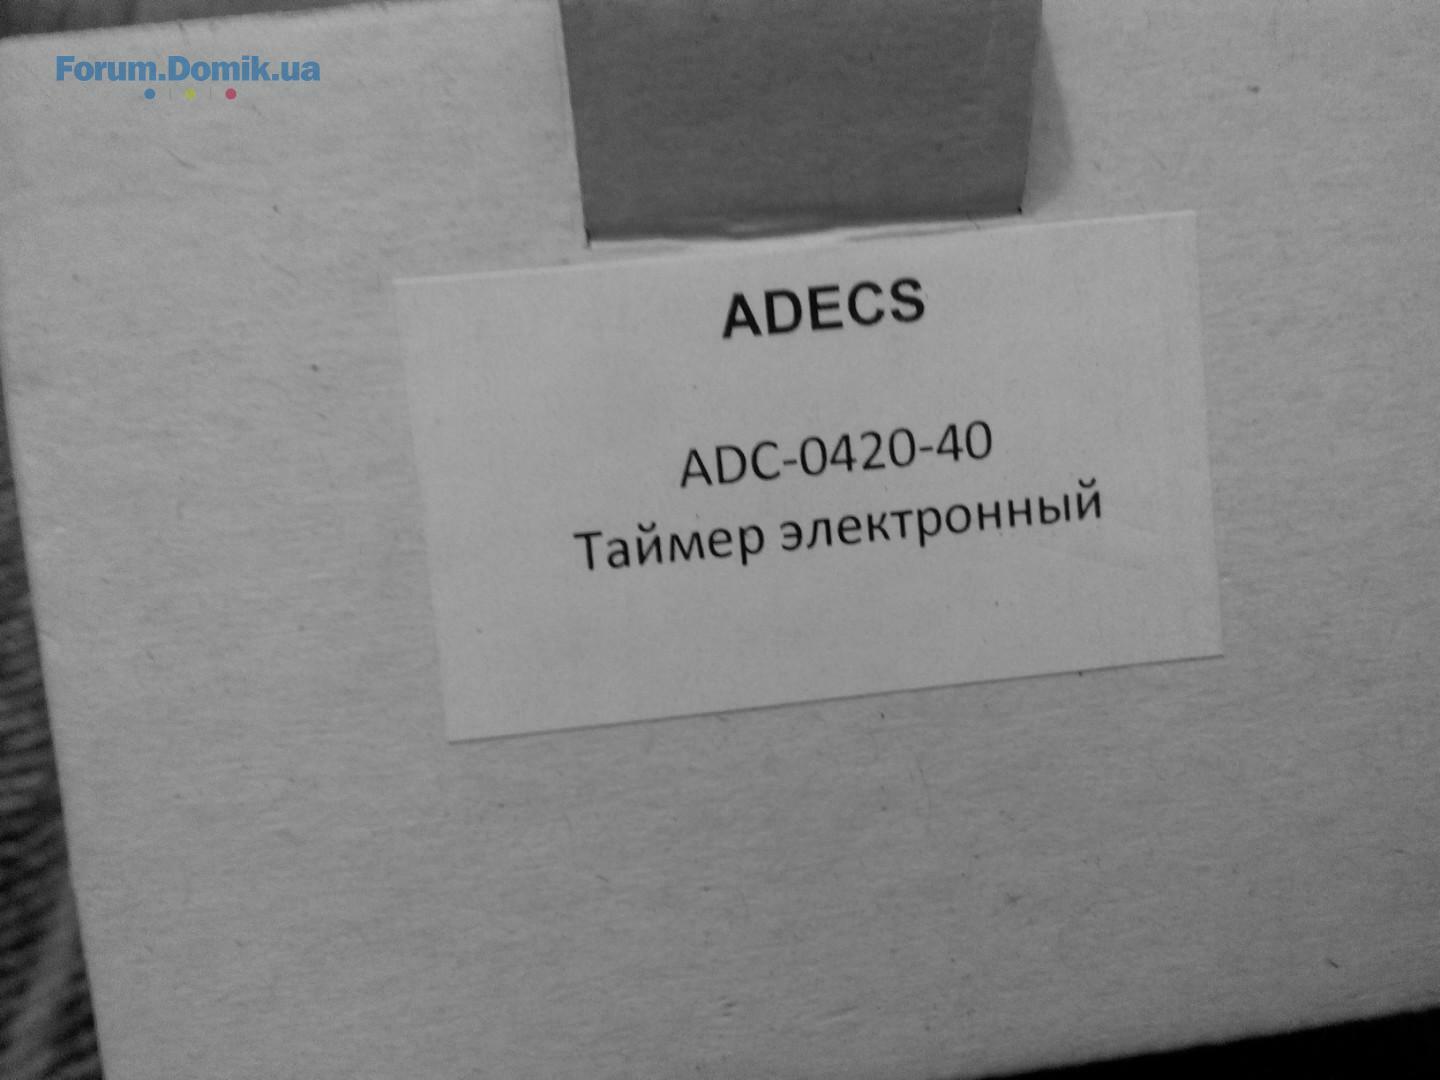 Forum.Domik.ua
ADECS
ADC-0420-40
Таймер электронный